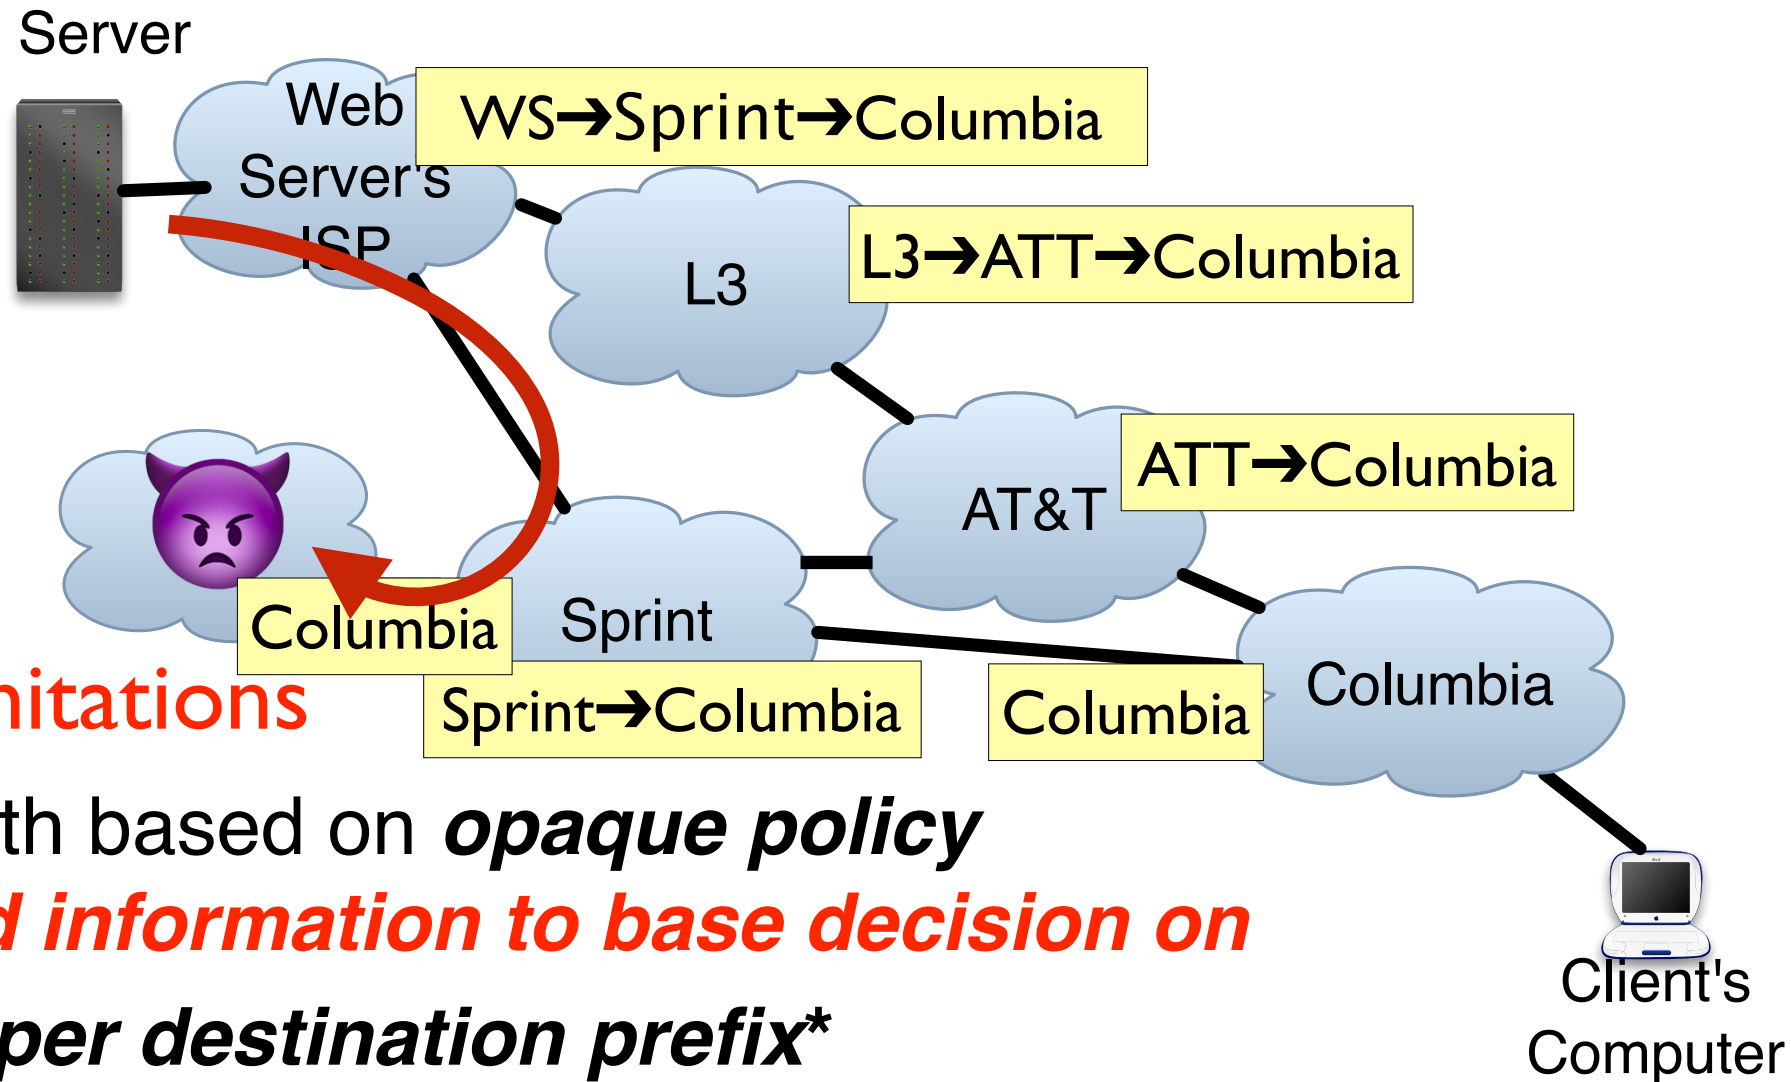 Server
Web
Server's
ISP
WS➔Sprint➔Columbia
L3
L3➔ATT➔Columbia
AT&T
ATT➔Columbia
Columbia
Sprint
Sprint➔Columbia
Columbia
Columbia
nitations
th based on opaque policy
d information to base decision on
per destination prefix*
Client's
Computer